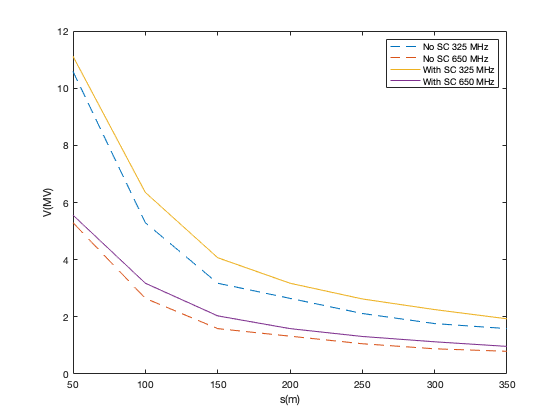 No SC 325 MHz
No SC 650 MHz
With SC 325 MHz
With SC 650 MHz
12
10
8
6
4
2
0
V(MV)
50 100 150 200 250 300 350
s(m)